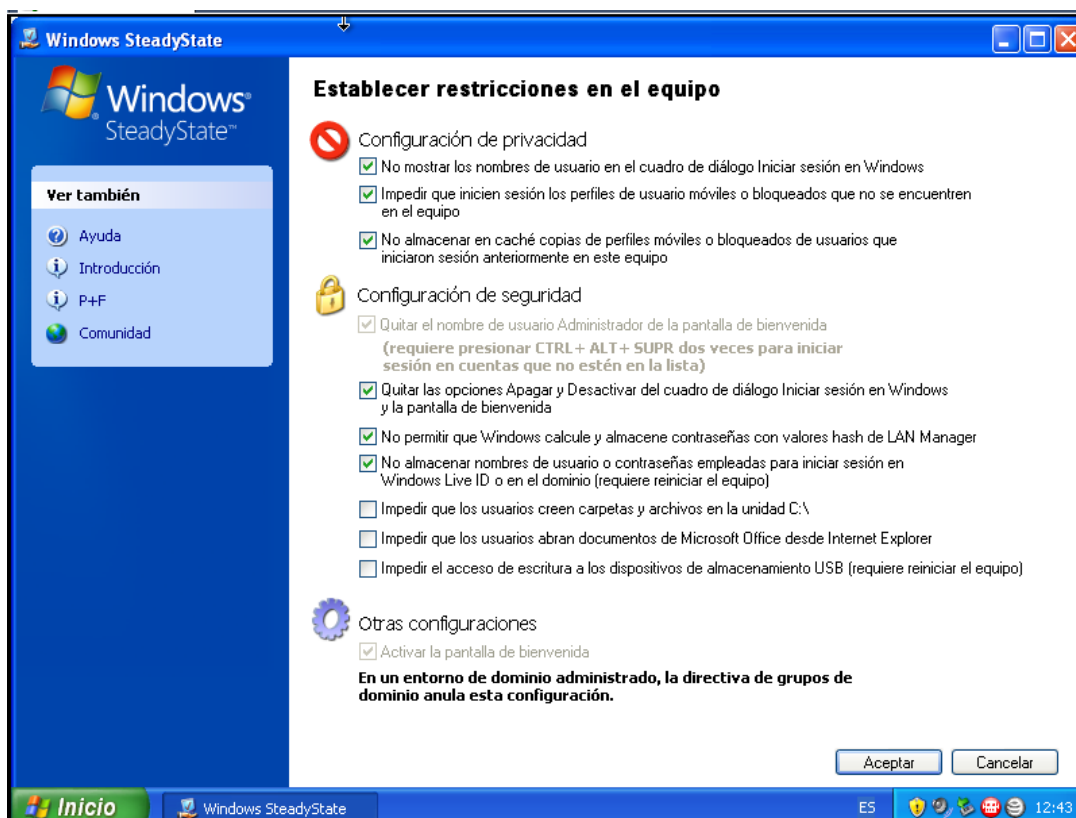 Windows SteadyState
Windows®
SteadyState™
Ver también
Ayuda
Introducción
P+F
Comunidad
Establecer restricciones en el equipo
Configuración de privacidad
No mostrar los nombres de usuario en el cuadro de diálogo Iniciar sesión en Windows
Impedir que inicien sesión los perfiles de usuario móviles o bloqueados que no se encuentren
en el equipo
No almacenar en caché copias de perfiles móviles o bloqueados de usuarios que
iniciaron sesión anteriormente en este equipo
Configuración de seguridad
Quitar el nombre de usuario Administrador de la pantalla de bienvenida
(requiere presionar CTRL+ ALT+ SUPR dos veces para iniciar
sesión en cuentas que no estén en la lista)
Quitar las opciones Apagar y Desactivar del cuadro de diálogo Iniciar sesión en Windows
y la pantalla de bienvenida
No permitir que Windows calcule y almacene contraseñas con valores hash de LAN Manager
No almacenar nombres de usuario o contraseñas empleadas para iniciar sesión en
Windows Live ID o en el dominio (requiere reiniciar el equipo)
Impedir que los usuarios creen carpetas y archivos en la unidad C:\
Impedir que los usuarios abran documentos de Microsoft Office desde Internet Explorer
Impedir el acceso de escritura a los dispositivos de almacenamiento USB (requiere reiniciar el equipo)
Otras configuraciones
Activar la pantalla de bienvenida
En un entorno de dominio administrado, la directiva de grupos de
dominio anula esta configuración.
Aceptar
Cancelar
Inicio
Windows SteadyState
ES
12:43